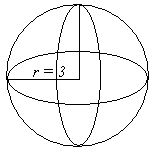 r = 3